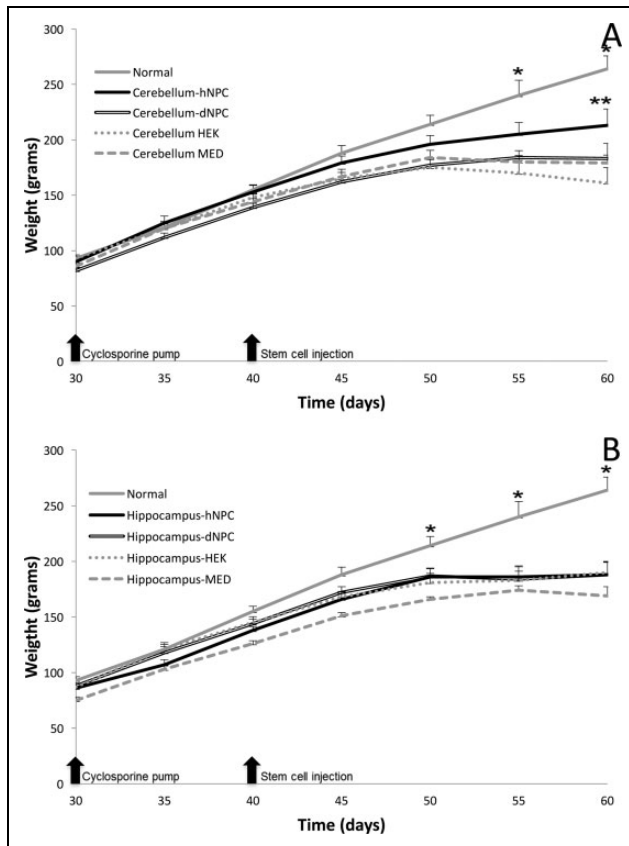 A
300
250
200
150
100
50
0
Weight (grams)
Normal
Cerebellum-hNPC
Cerebellum-dNPC
Cerebellum HEK
Cerebellum MED
*
*
**
Cyclosporine pump
Stem cell injection
30 35 40 45 50 55 60
Time (days)
B
300
250
200
150
100
50
0
Weigtht (grams)
Normal
Hippocampus-hNPC
Hippocampus-dNPC
Hippocampus-HEK
Hippocampus-MED
*
*
*
Cyclosporine pump
Stem cell injection
30 35 40 45 50 55 60
Time (days)